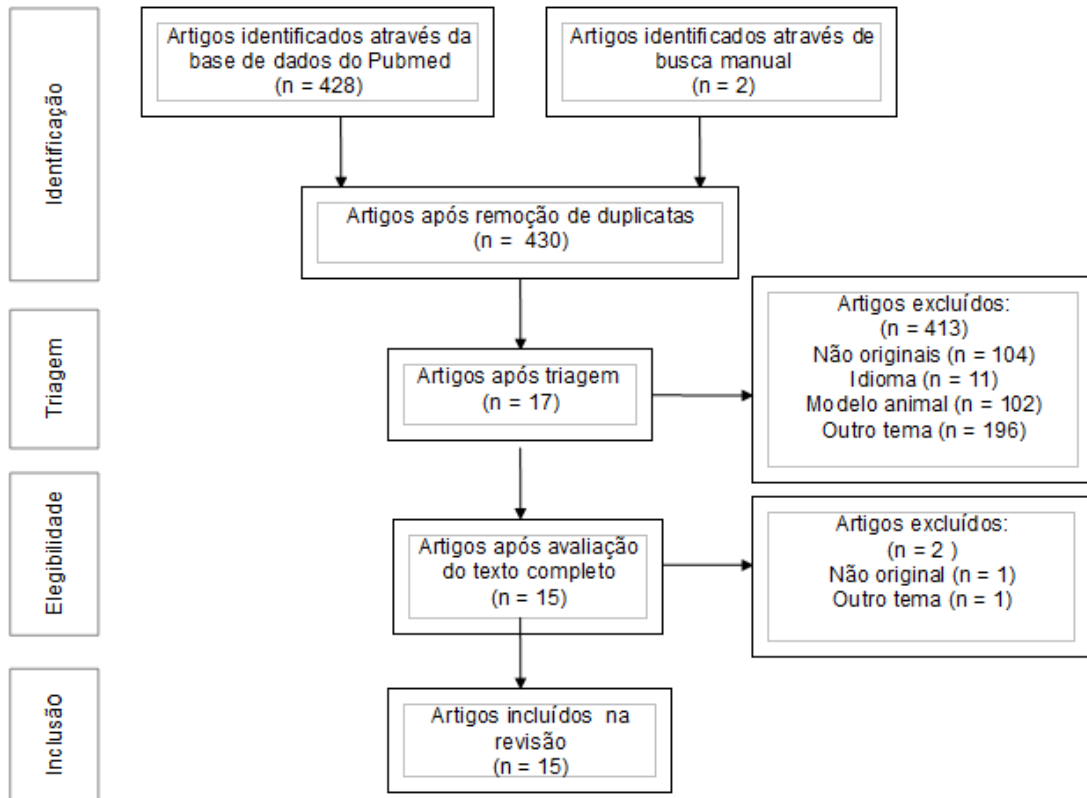 Identificação
Artigos identificados através da
base de dados do Pubmed
(n = 428)
Artigos identificados através de
busca manual
(n = 2)
Artigos após remoção de duplicatas
(n = 430)
Triagem
Artigos após triagem
(n = 17)
Artigos excluídos:
(n = 413)
Não originais (n = 104)
Idioma (n = 11)
Modelo animal (n = 102)
Outro tema (n = 196)
Elegibilidade
Artigos após avaliação
do texto completo
(n = 15)
Artigos excluídos:
(n = 2 )
Não original (n = 1)
Outro tema (n = 1)
Inclusão
Artigos incluídos na
revisão
(n = 15)